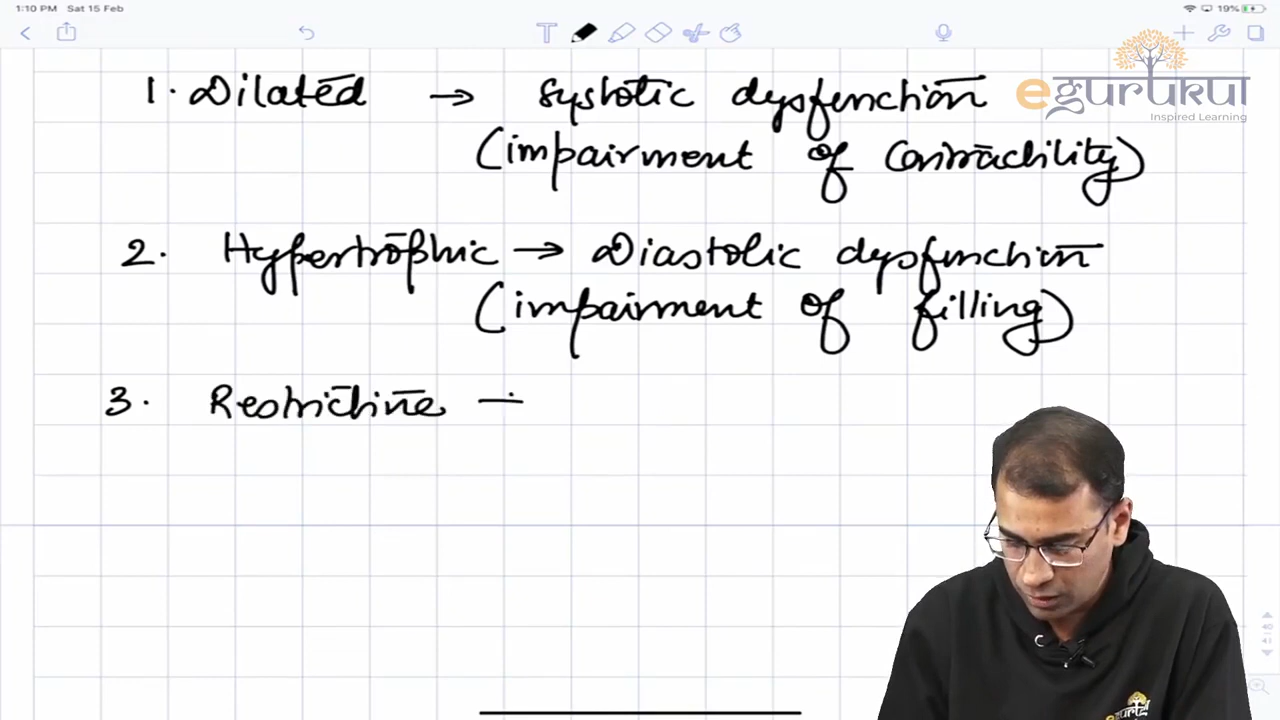 1:10 PM Sat 15 Feb
19%
egurukul
Inspired Learning
1. Dilated → Systolic dysfunction
(impairment of Contractility)
2. Hypertrophic → Diastolic dysfunction
(impairment of filling)
3. Restrictive —
egurukul